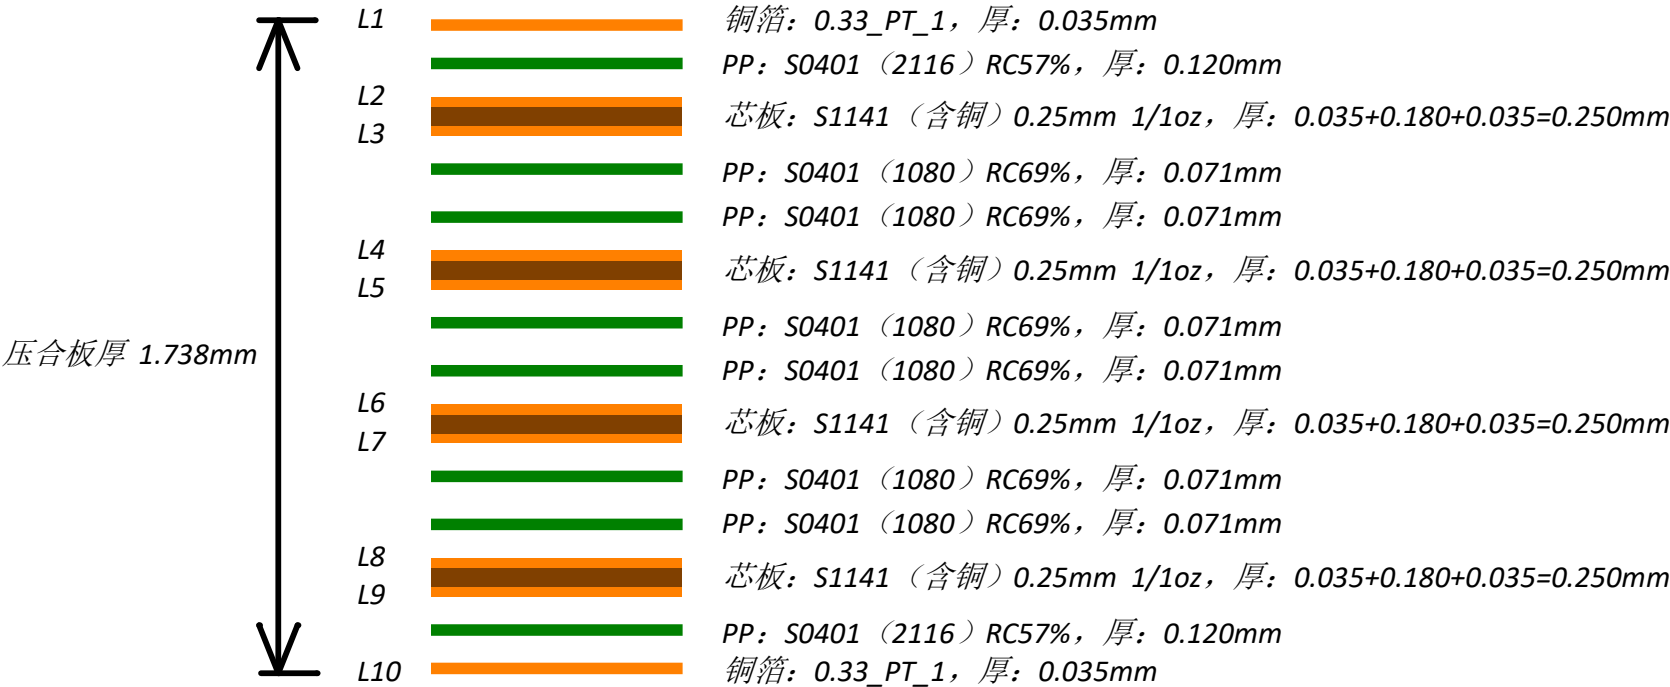 L1
铜箔：0.33_PT_1，厚：0.035mm
PP：S0401（2116）RC57%，厚：0.120mm
L2
芯板：S1141（含铜）0.25mm 1/1oz，厚：0.035+0.180+0.035=0.250mm
L3
PP：S0401（1080）RC69%，厚：0.071mm
PP：S0401（1080）RC69%，厚：0.071mm
L4
芯板：S1141（含铜）0.25mm 1/1oz，厚：0.035+0.180+0.035=0.250mm
L5
PP：S0401（1080）RC69%，厚：0.071mm
压合板厚 1.738mm
PP：S0401（1080）RC69%，厚：0.071mm
L6
芯板：S1141（含铜）0.25mm 1/1oz，厚：0.035+0.180+0.035=0.250mm
L7
PP：S0401（1080）RC69%，厚：0.071mm
PP：S0401（1080）RC69%，厚：0.071mm
L8
芯板：S1141（含铜）0.25mm 1/1oz，厚：0.035+0.180+0.035=0.250mm
L9
PP：S0401（2116）RC57%，厚：0.120mm
L10
铜箔：0.33_PT_1，厚：0.035mm